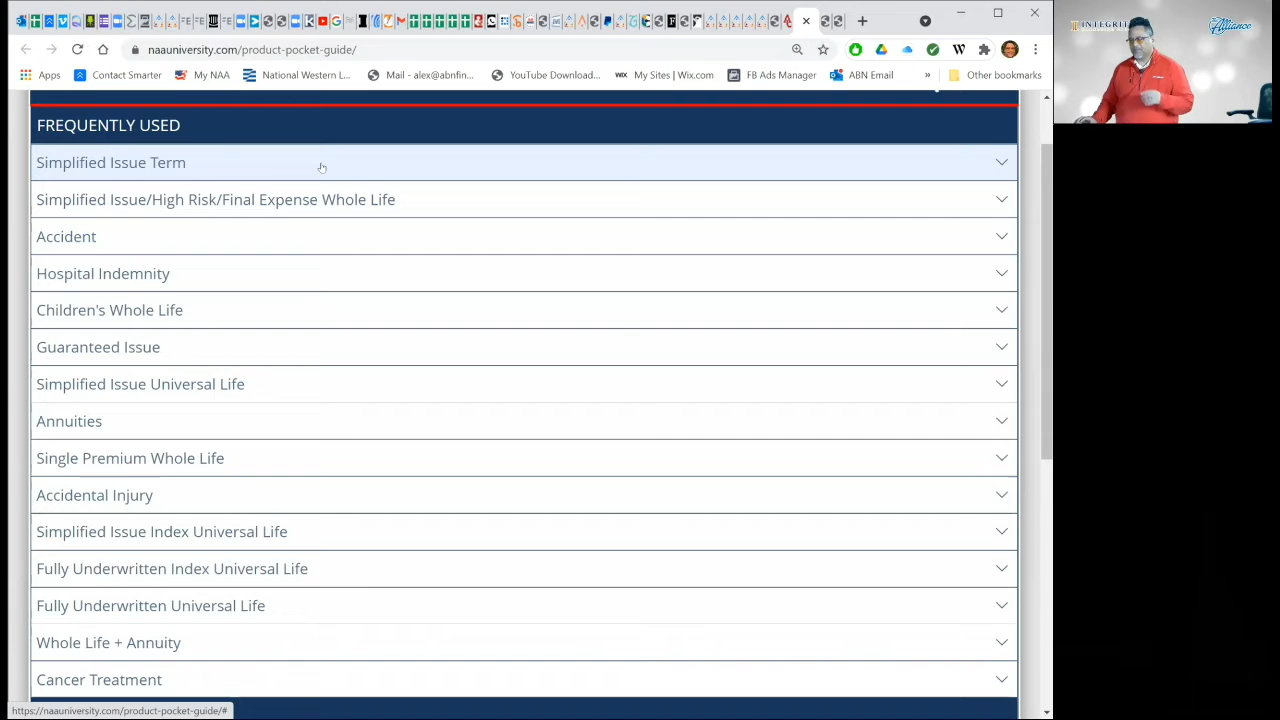 naauniversity.com/product-pocket-guide/
Apps
Contact Smarter
My NAA
National Western L...
Mail - alex@abnfin...
YouTube Download...
WiX
My Sites | Wix.com
FB Ads Manager
ABN Email
»
Other bookmarks
FREQUENTLY USED
Simplified Issue Term
Simplified Issue/High Risk/Final Expense Whole Life
Accident
Hospital Indemnity
Children's Whole Life
Guaranteed Issue
Simplified Issue Universal Life
Annuities
Single Premium Whole Life
Accidental Injury
Simplified Issue Index Universal Life
Fully Underwritten Index Universal Life
Fully Underwritten Universal Life
Whole Life + Annuity
Cancer Treatment
https://naauniversity.com/product-pocket-guide/#
INTEGRIT
Alliance